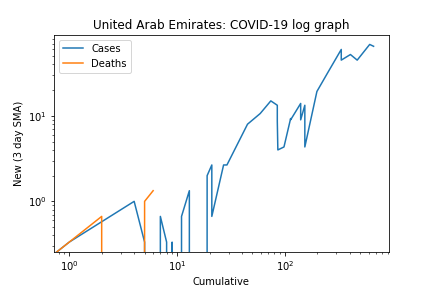 United Arab Emirates: COVID-19 log graph
Cases
Deaths
New (3 day SMA)
10¹
10⁰
10⁰ 10¹ 10²
Cumulative